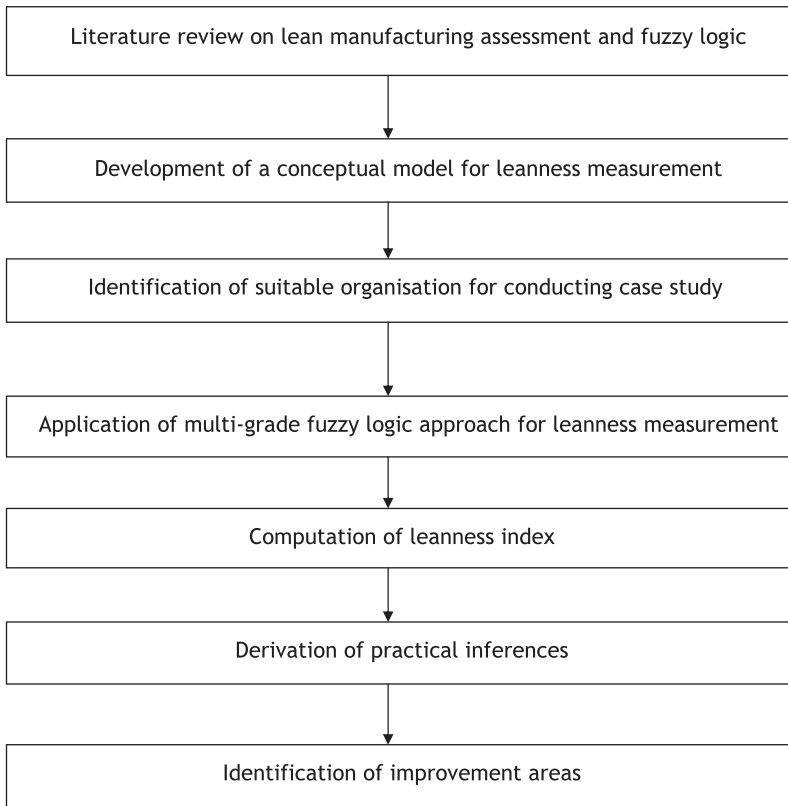 Literature review on lean manufacturing assessment and fuzzy logic
Development of a conceptual model for leanness measurement
Identification of suitable organisation for conducting case study
Application of multi-grade fuzzy logic approach for leanness measurement
Computation of leanness index
Derivation of practical inferences
Identification of improvement areas